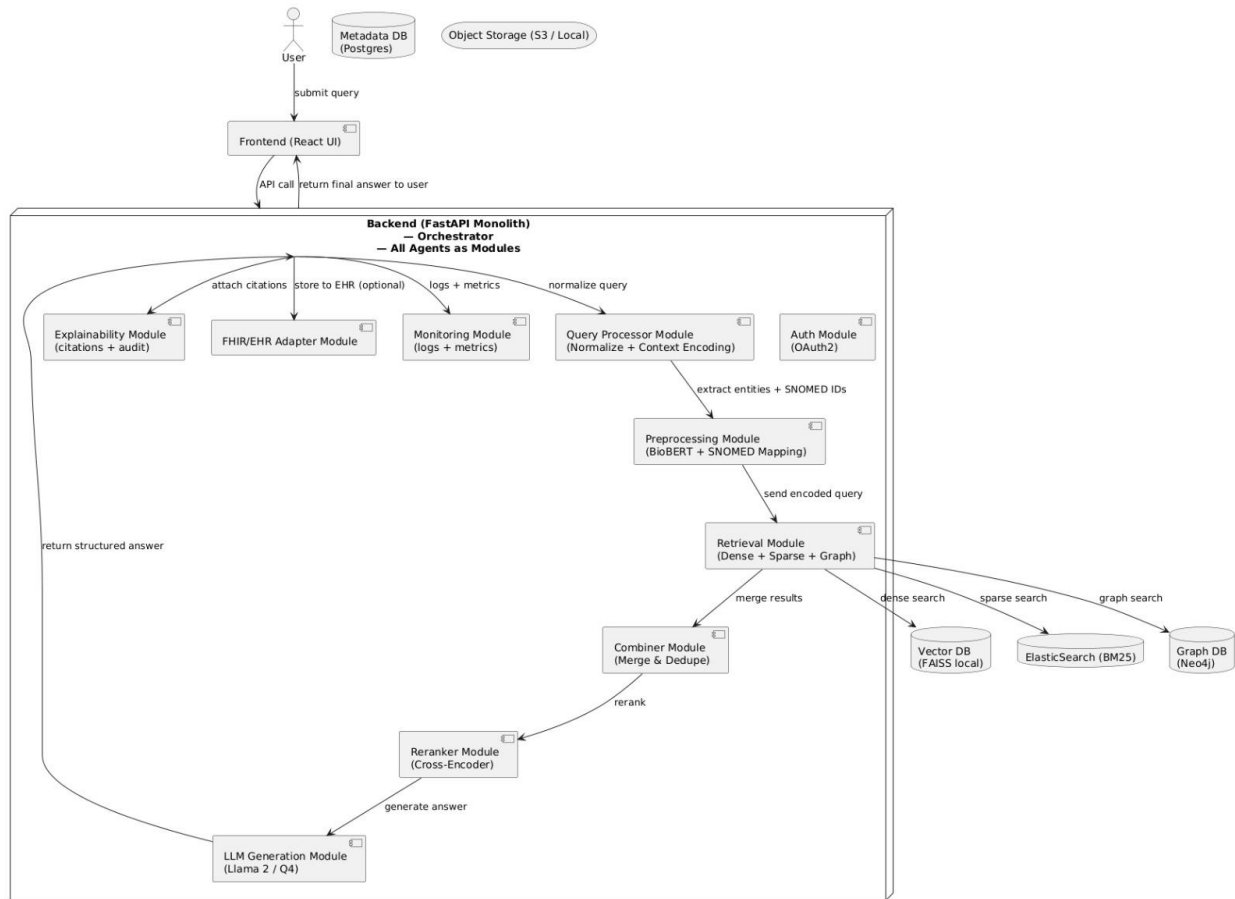 Metadata DB
(Postgres)
Object Storage (S3 / Local)
User
submit query
Frontend (React UI)
API call
return final answer to user
Backend (FastAPI Monolith)
— Orchestrator
— All Agents as Modules
attach citations
store to EHR (optional)
logs + metrics
normalize query
Explainability Module
(citations + audit)
FHIR/EHR Adapter Module
Monitoring Module
(logs + metrics)
Query Processor Module
(Normalize + Context Encoding)
Auth Module
(OAuth2)
extract entities + SNOMED IDs
Preprocessing Module
(BioBERT + SNOMED Mapping)
send encoded query
Retrieval Module
(Dense + Sparse + Graph)
return structured answer
merge results
dense search
sparse search
graph search
Combiner Module
(Merge & Dedupe)
Vector DB
(FAISS local)
ElasticSearch (BM25)
Graph DB
(Neo4j)
rerank
Reranker Module
(Cross-Encoder)
generate answer
LLM Generation Module
(Llama 2 / Q4)